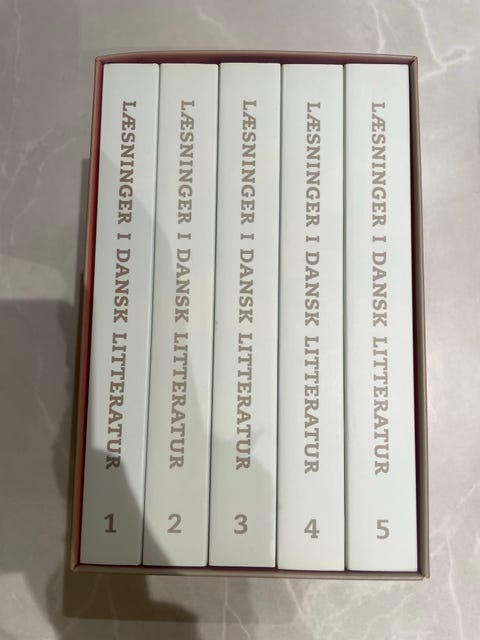 LÆSNINGER I DANSK LITTERATUR
1
LÆSNINGER I DANSK LITTERATUR
2
LÆSNINGER I DANSK LITTERATUR
3
LÆSNINGER I DANSK LITTERATUR
4
LÆSNINGER I DANSK LITTERATUR
5